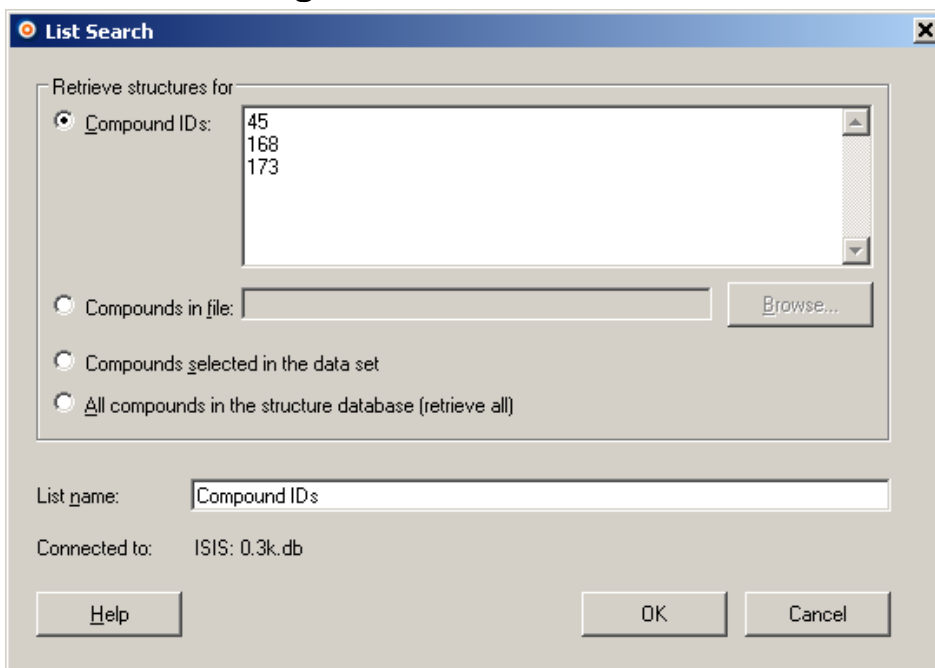 List Search
Retrieve structures for
Compound IDs:
45
168
173
Compounds in file:
Browse...
Compounds selected in the data set
All compounds in the structure database (retrieve all)
List name:
Compound IDs
Connected to: ISIS: 0.3k.db
Help
OK
Cancel